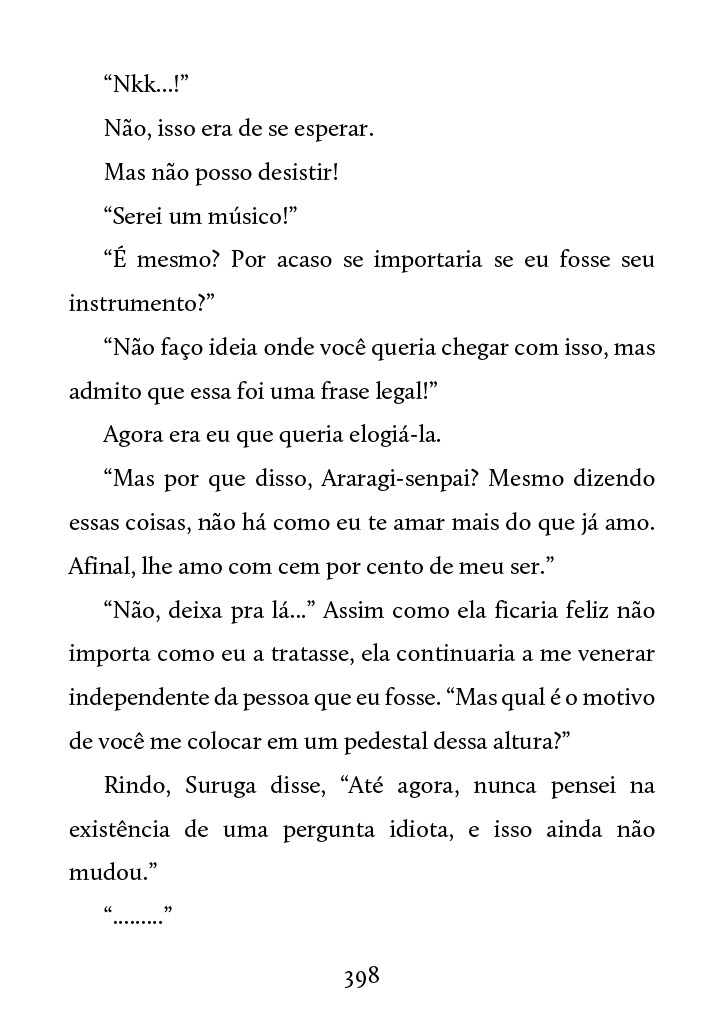 “Nkk...!”
Não, isso era de se esperar.
Mas não posso desistir!
“Serei um músico!”
“É mesmo? Por acaso se importaria se eu fosse seu
instrumento?”
“Não faço ideia onde você queria chegar com isso, mas
admito que essa foi uma frase legal!”
Agora era eu que queria elogiá-la.
“Mas por que disso, Araragi-senpai? Mesmo dizendo
essas coisas, não há como eu te amar mais do que já amo.
Afinal, lhe amo com cem por cento de meu ser.”
“Não, deixa pra lá...” Assim como ela ficaria feliz não
importa como eu a tratasse, ela continuaria a me venerar
independente da pessoa que eu fosse. “Mas qual é o motivo
de você me colocar em um pedestal dessa altura?”
Rindo, Suruga disse, “Até agora, nunca pensei na
existência de uma pergunta idiota, e isso ainda não
mudou.”
“.........”
398